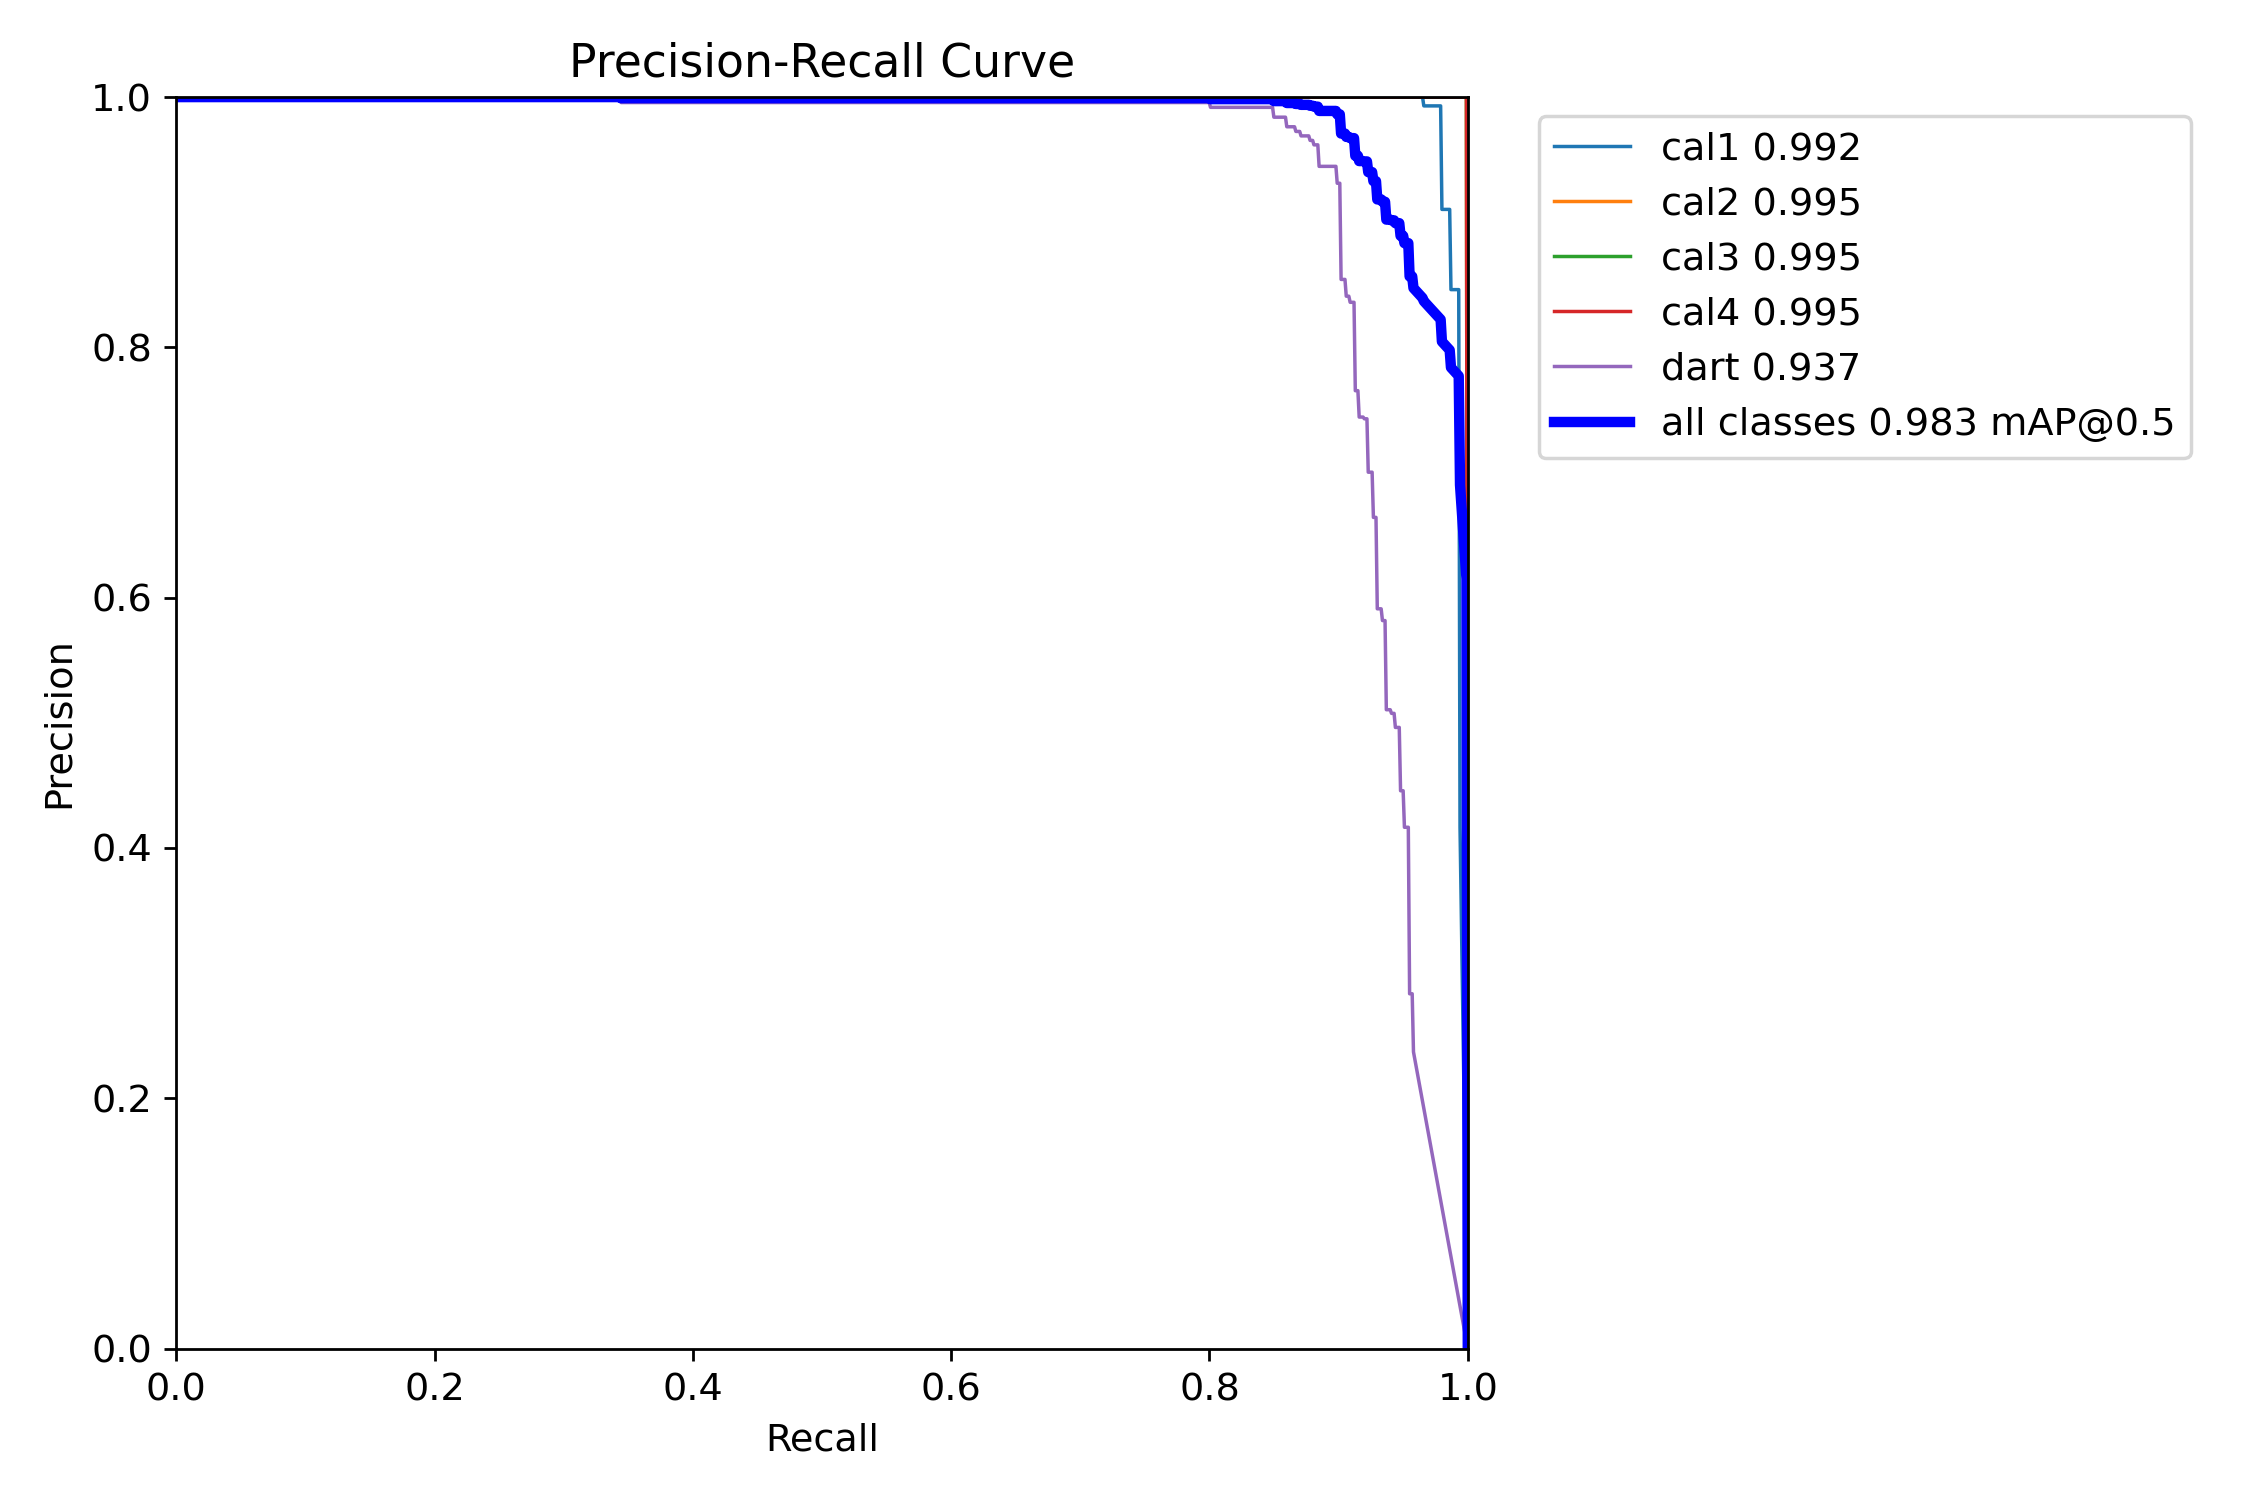 Precision-Recall Curve
1.0
0.8
0.6
0.4
0.2
0.0
Precision
0.0 0.2 0.4 0.6 0.8 1.0
Recall
cal1 0.992
cal2 0.995
cal3 0.995
cal4 0.995
dart 0.937
all classes 0.983 mAP@0.5